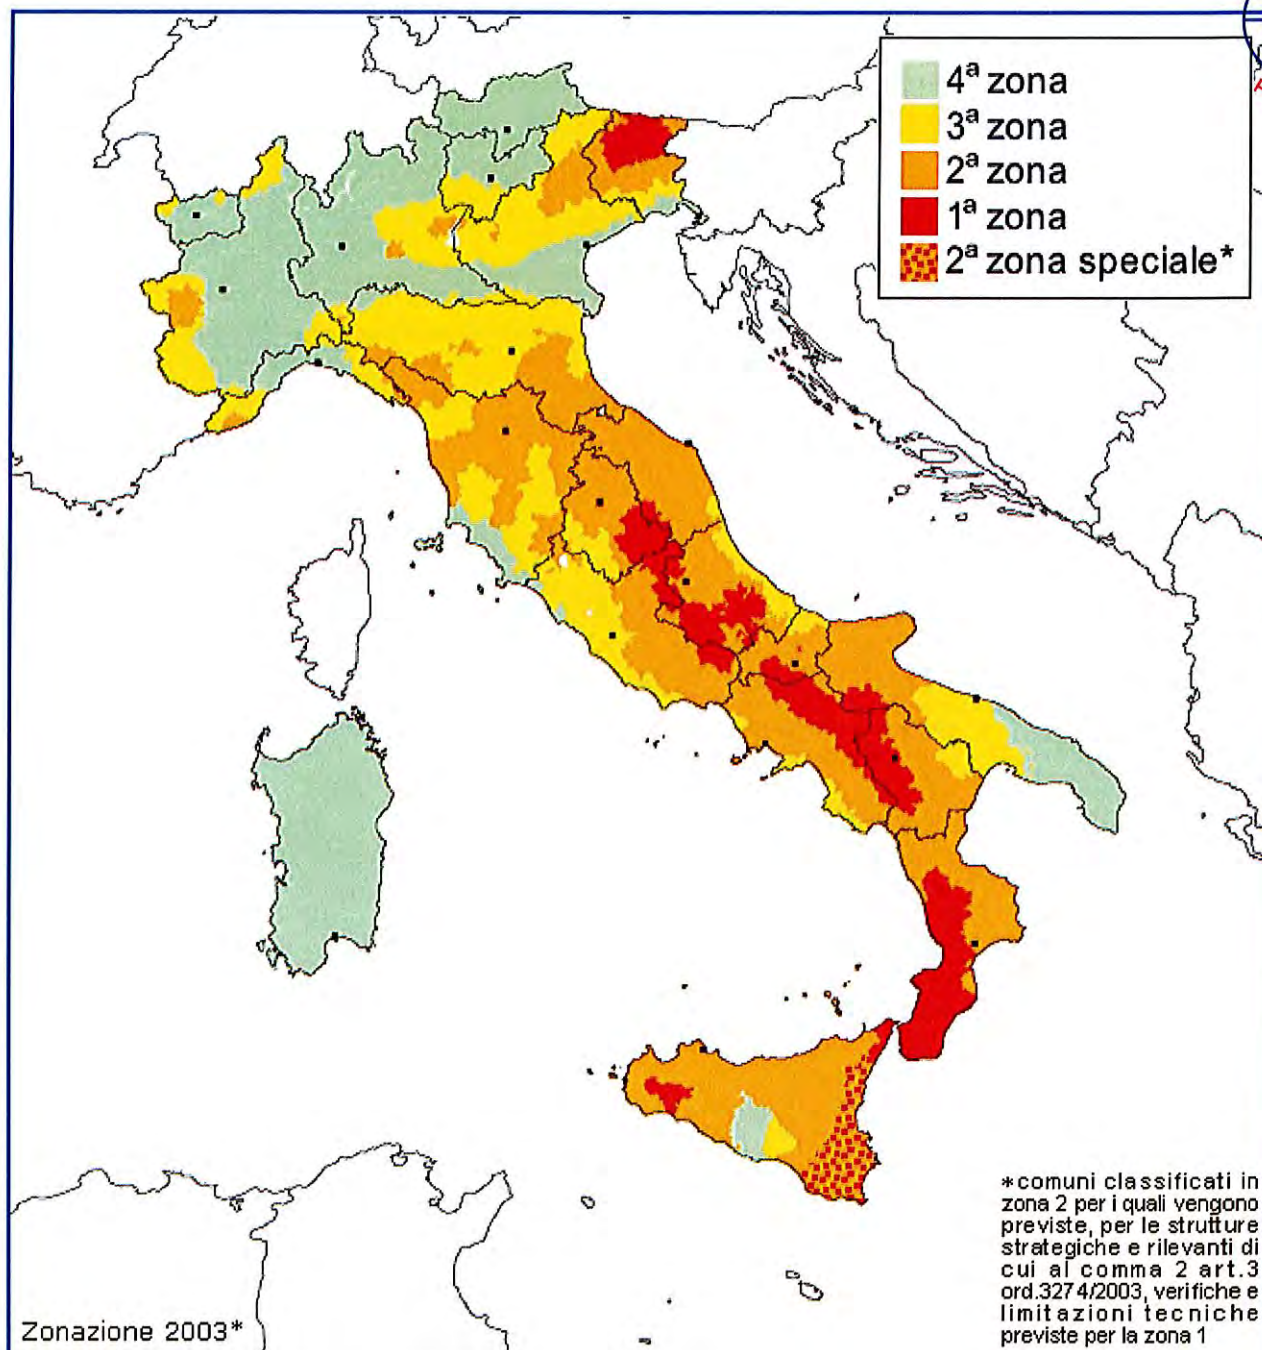 4ª zona
3ª zona
2ª zona
1ª zona
2ª zona speciale*
*comuni classificati in
zona 2 per i quali vengono
previste, per le strutture
strategiche e rilevanti di
cui al comma 2 art.3
ord.3274/2003, verifiche e
limitazioni tecniche
previste per la zona 1
Zonazione 2003*